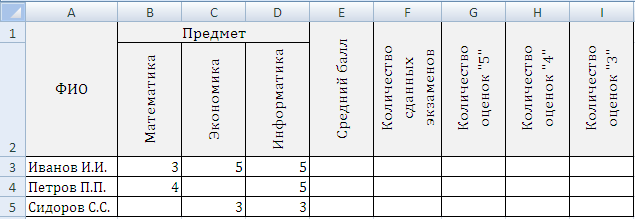 A B C D E F G H I
1 Предмет
2 ФИО
Математика
Экономика
Информатика
Средний балл
Количество
сданных
экзаменов
Количество
оценок "5"
Количество
оценок "4"
Количество
оценок "3"
3 Иванов И.И. 3 5 5
4 Петров П.П. 4 5
5 Сидоров С.С. 3 3